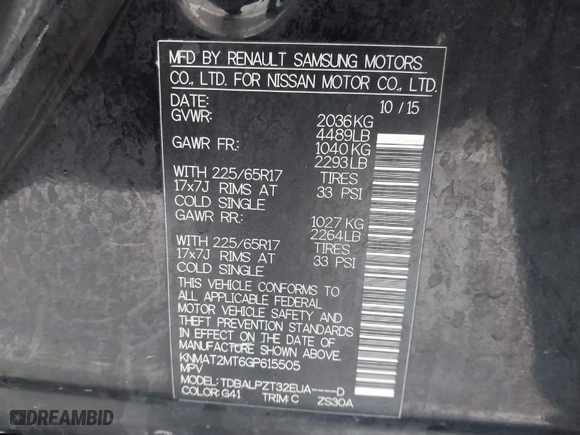 MFD BY RENAULT SAMSUNG MOTORS
CO., LTD. FOR NISSAN MOTOR CO., LTD.
DATE: 10 / 15
GVWR: 2036 KG
4489LB
GAWR FR: 1040 KG
2293LB
WITH 225/65R17 TIRES
17x7J RIMS AT 33 PSI
COLD SINGLE
GAWR RR: 1027 KG
2264LB
WITH 225/65R17 TIRES
17x7J RIMS AT 33 PSI
COLD SINGLE
THIS VEHICLE CONFORMS TO
ALL APPLICABLE FEDERAL
MOTOR VEHICLE SAFETY AND
THEFT PREVENTION STANDARDS
IN EFFECT ON THE DATE OF
MANUFACTURE SHOWN ABOVE.
KNMAT2MT6GP615505
MPV
MODEL: TDBALPZT32EUA-----D
COLOR: G41 TRIM: C ZS30A
EPIC.VIN